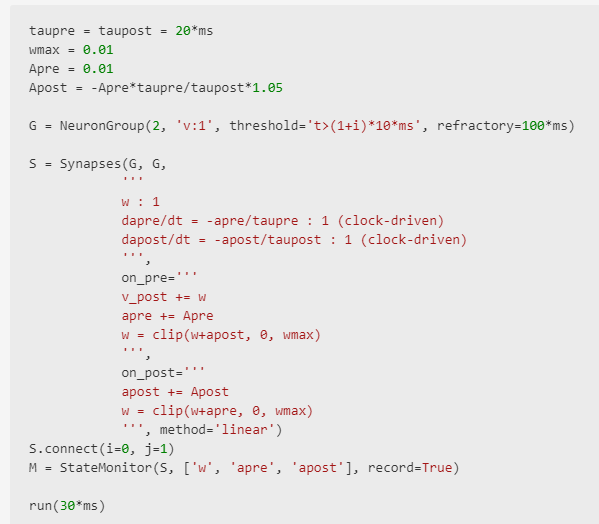 taupre = taupost = 20*ms
wmax = 0.01
Apre = 0.01
Apost = -Apre*taupre/taupost*1.05

G = NeuronGroup(2, 'v:1', threshold='t>(1+i)*10*ms', refractory=100*ms)

S = Synapses(G, G,
            '''
            w : 1
            dapre/dt = -apre/taupre : 1 (clock-driven)
            dapost/dt = -apost/taupost : 1 (clock-driven)
            ''',
            on_pre='''
            v_post += w
            apre += Apre
            w = clip(w+apost, 0, wmax)
            ''',
            on_post='''
            apost += Apost
            w = clip(w+apre, 0, wmax)
            ''', method='linear')
S.connect(i=0, j=1)
M = StateMonitor(S, ['w', 'apre', 'apost'], record=True)

run(30*ms)